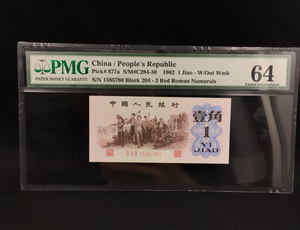 PMG
PAPER MONEY GUARANTY
China / People's Republic
Pick# 877a S/M#C284-30 1962 1 Jiao - W/Out Wmk
S/N 1585760 Block 204 - 3 Red Roman Numerals
64
Choice Uncirculated
中国人民银行
壹角
1
YI
JIAO
1585760